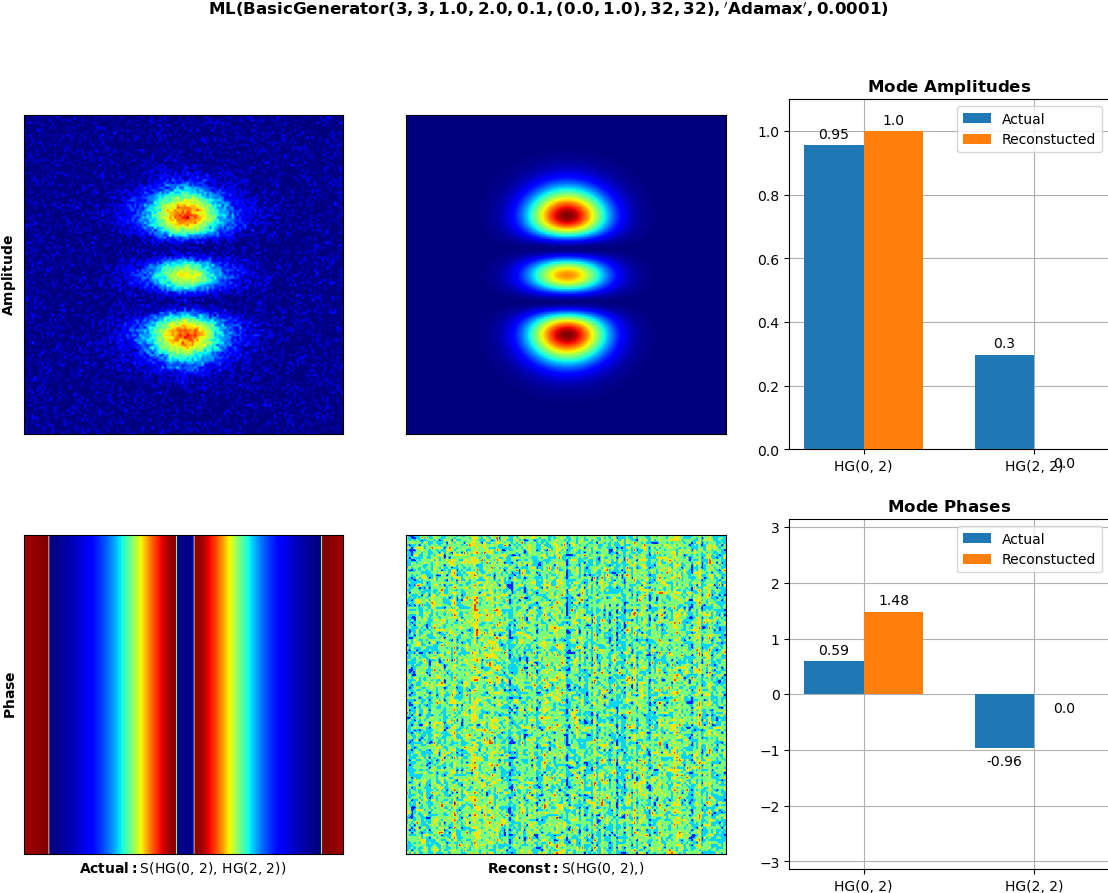 ML(BasicGenerator(3, 3, 1.0, 2.0, 0.1, (0.0, 1.0), 32, 32), ′Adamax′, 0.0001)
Mode Amplitudes
Actual
Reconstucted
0.95
1.0
0.3
0.0
1.0
0.8
0.6
0.4
0.2
0.0
HG(0, 2)
HG(2, 2)
Amplitude
Mode Phases
Actual
Reconstucted
0.59
1.48
-0.96
0.0
3
2
1
0
−1
−2
−3
HG(0, 2)
HG(2, 2)
Phase
Actual: S(HG(0, 2), HG(2, 2))
Reconst: S(HG(0, 2),)